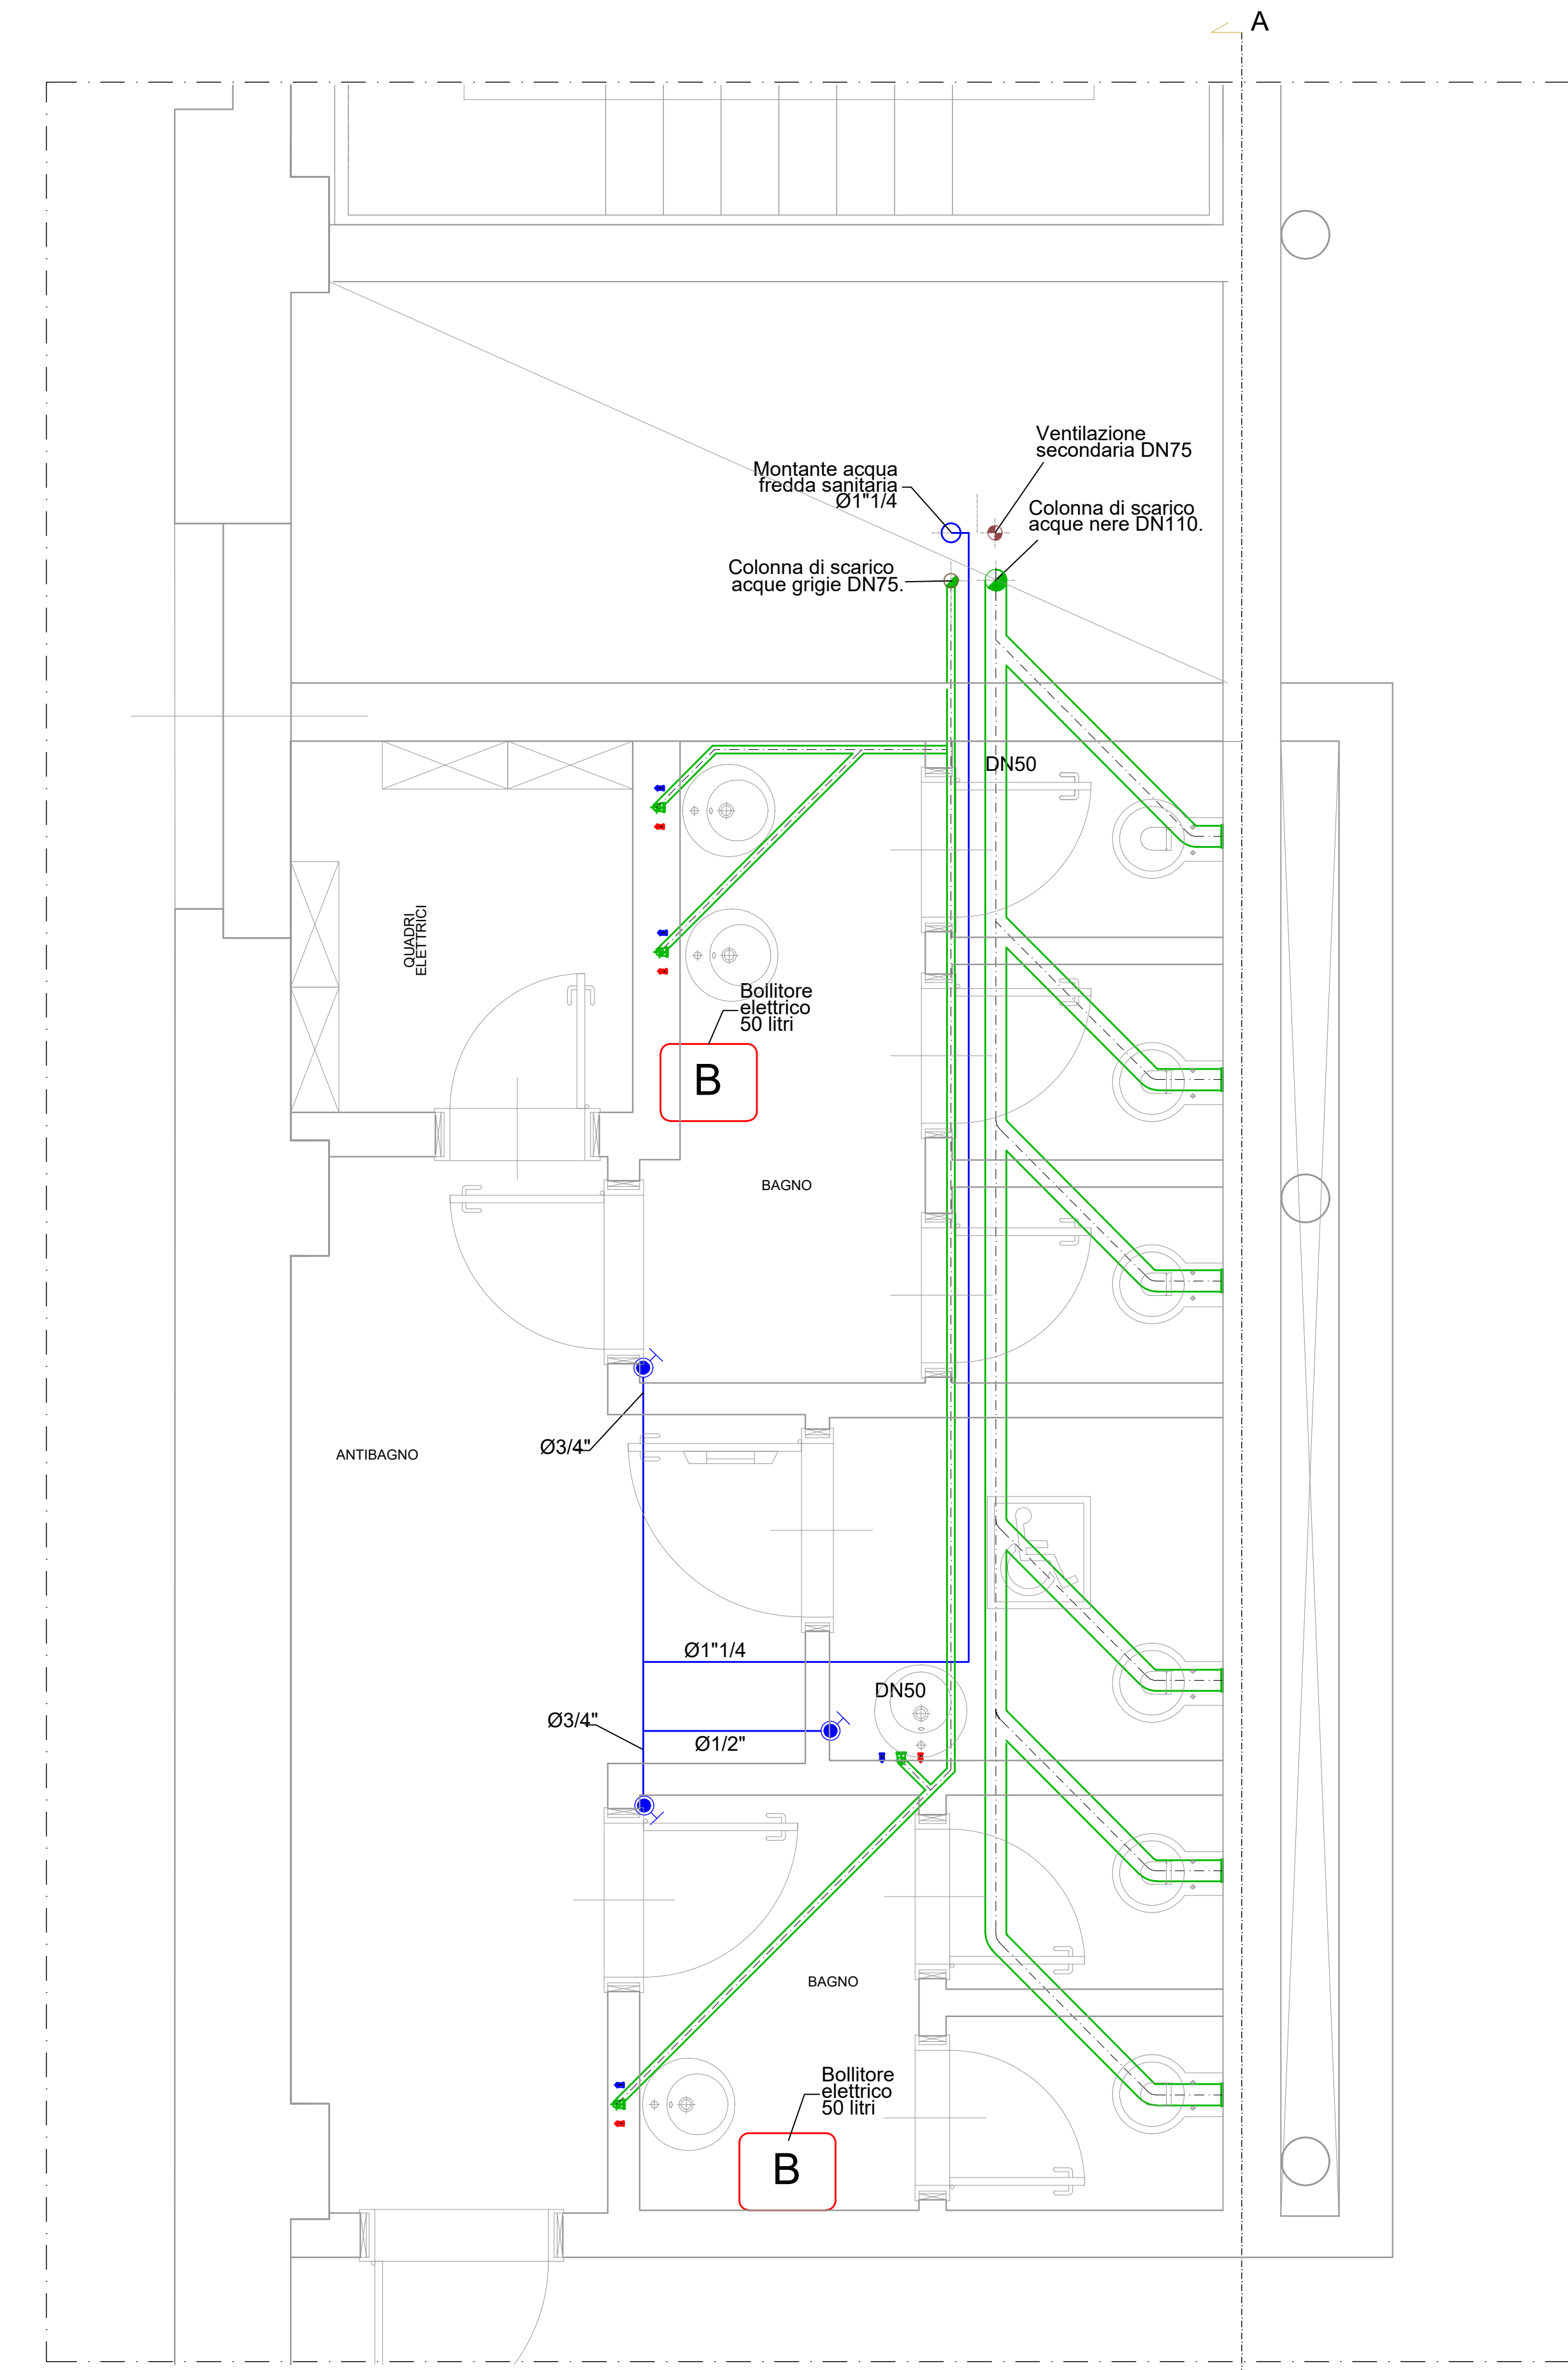 A
Ventilazione
secondaria DN75
Montante acqua
fredda sanitaria
Ø1"1/4
Colonna di scarico
acque nere DN110.
Colonna di scarico
acque grigie DN75.
DN50
QUADRI
ELETTRICI
Bollitore
elettrico
50 litri
B
BAGNO
Ø3/4"
ANTIBAGNO
Ø1"1/4
DN50
Ø3/4"
Ø1/2"
BAGNO
Bollitore
elettrico
50 litri
B